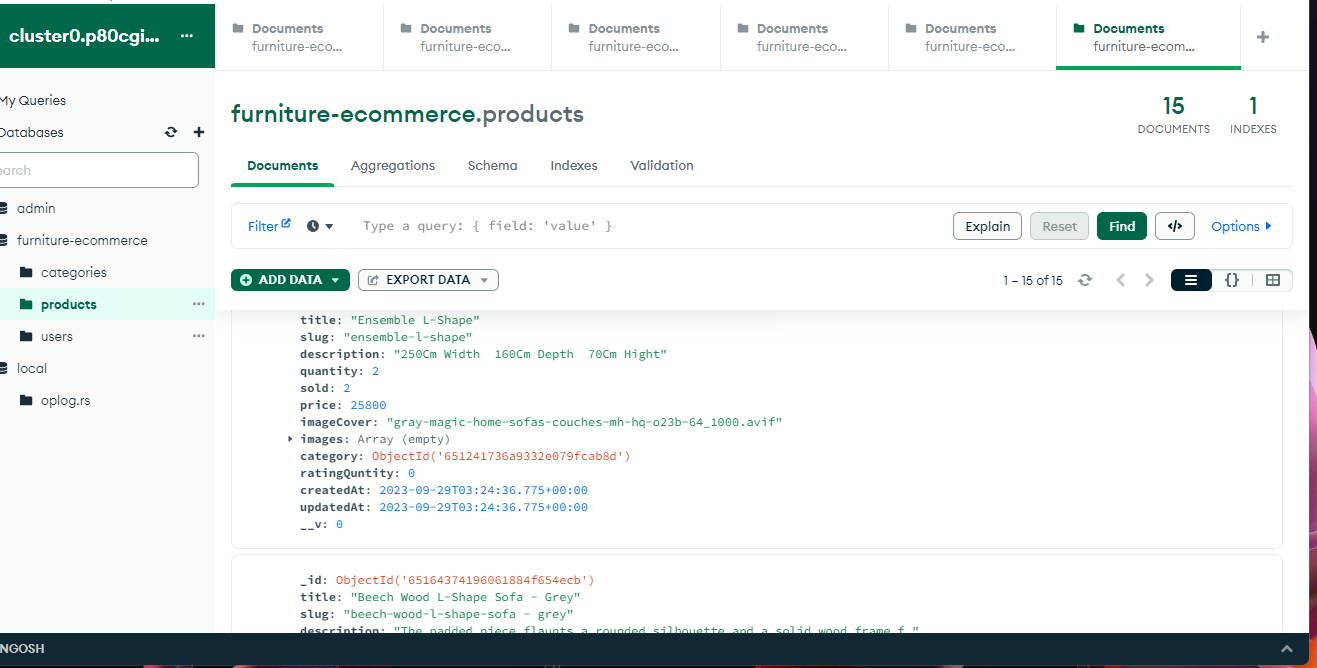 cluster0.p80cgi... ...
Documents
furniture-eco...
Documents
furniture-eco...
Documents
furniture-eco...
Documents
furniture-eco...
Documents
furniture-eco...
Documents
furniture-ecom...
My Queries
Databases
earch
admin
furniture-ecommerce
categories
products ...
users ...
local
oplog.rs
furniture-ecommerce.products
15
DOCUMENTS
1
INDEXES
Documents Aggregations Schema Indexes Validation
Filter Type a query: { field: 'value' } Explain Reset Find </> Options
ADD DATA EXPORT DATA 1 – 15 of 15 {}
title: "Ensemble L-Shape"
slug: "ensemble-l-shape"
description: "250Cm Width  160Cm Depth  70Cm Hight"
quantity: 2
sold: 2
price: 25800
imageCover: "gray-magic-home-sofas-couches-mh-hq-o23b-64_1000.avif"
images: Array (empty)
category: ObjectId('651241736a9332e079fcab8d')
ratingQuntity: 0
createdAt: 2023-09-29T03:24:36.775+00:00
updatedAt: 2023-09-29T03:24:36.775+00:00
__v: 0
_id: ObjectId('65164374196061884f654ecb')
title: "Beech Wood L-Shape Sofa - Grey"
slug: "beech-wood-l-shape-sofa - grey"
description: "The padded piece flaunts a rounded silhouette and a solid wood frame f…"
NGOSH